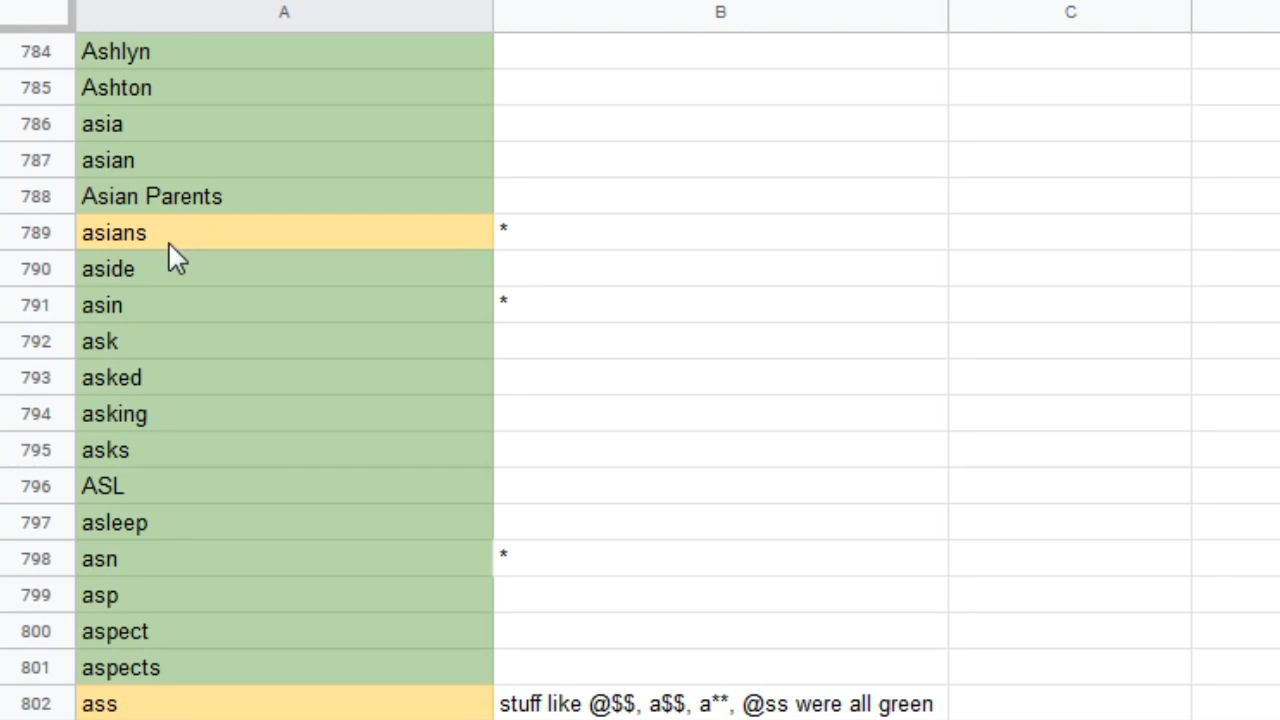 A B C
784 Ashlyn
785 Ashton
786 asia
787 asian
788 Asian Parents
789 asians *
790 aside
791 asin *
792 ask
793 asked
794 asking
795 asks
796 ASL
797 asleep
798 asn *
799 asp
800 aspect
801 aspects
802 ass stuff like @$$, a$$, a**, @ss were all green